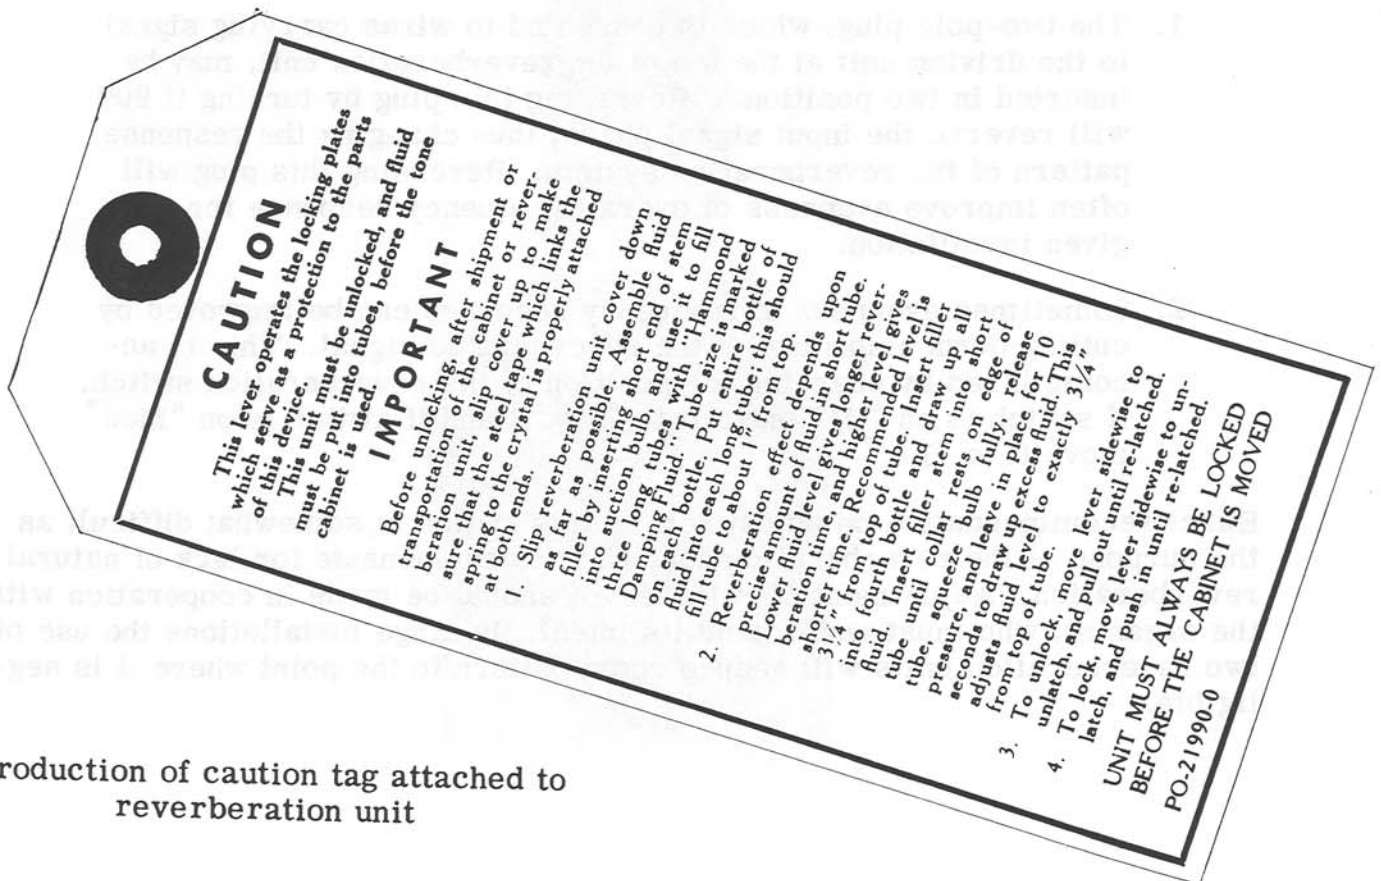 CAUTION
This lever operates the locking plates
which serve as a protection to the parts
of this device.
This unit must be unlocked, and fluid
must be put into tubes, before the tone
cabinet is used.
IMPORTANT
Before unlocking, after shipment or
transportation of the cabinet or rever-
beration unit, slip cover up to make
sure that the steel tape which links the
spring to the crystal is properly attached
at both ends.
1. Slip reverberation unit cover down
as far as possible. Assemble fluid
filler by inserting short end of stem
into suction bulb and use it to fill
three long tubes with "Hammond
Damping Fluid." Tube size is marked
on each bottle. Put entire bottle of
fluid into each long tube; this should
fill tubes to about 1" from top.
2. Reverberation effect depends upon
precise adjustment of fluid in short tube.
Lowering fluid level gives longer rever-
beration time and higher level gives
shorter time. Recommended level is
3¼" from top of tube. Insert filler
into fourth bottle and draw up all
fluid. Insert filler stem into short
tube until collar rests on edge of
tube, squeeze bulb fully, release
pressure, and leave in place for 10
seconds to draw up excess fluid. This
adjusts fluid level to exactly 3¼"
from top of tube.
3. To unlock, move lever sidewise to
unlatch, and pull out until relatched.
4. To lock, move lever sidewise to un-
latch, and push in until relatched.
UNIT MUST ALWAYS BE LOCKED
BEFORE THE CABINET IS MOVED
PO-21990-0
roduction of caution tag attached to
reverberation unit